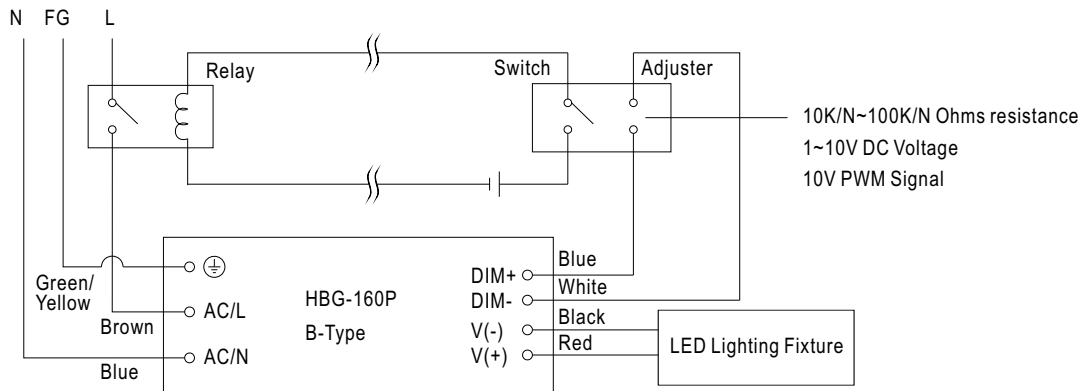 N FG L
Relay
Switch
Adjuster
10K/N~100K/N Ohms resistance
1~10V DC Voltage
10V PWM Signal
Green/
Yellow
Brown
Blue
AC/L
AC/N
HBG-160P
B-Type
DIM+
DIM-
V(-)
V(+)
Blue
White
Black
Red
LED Lighting Fixture